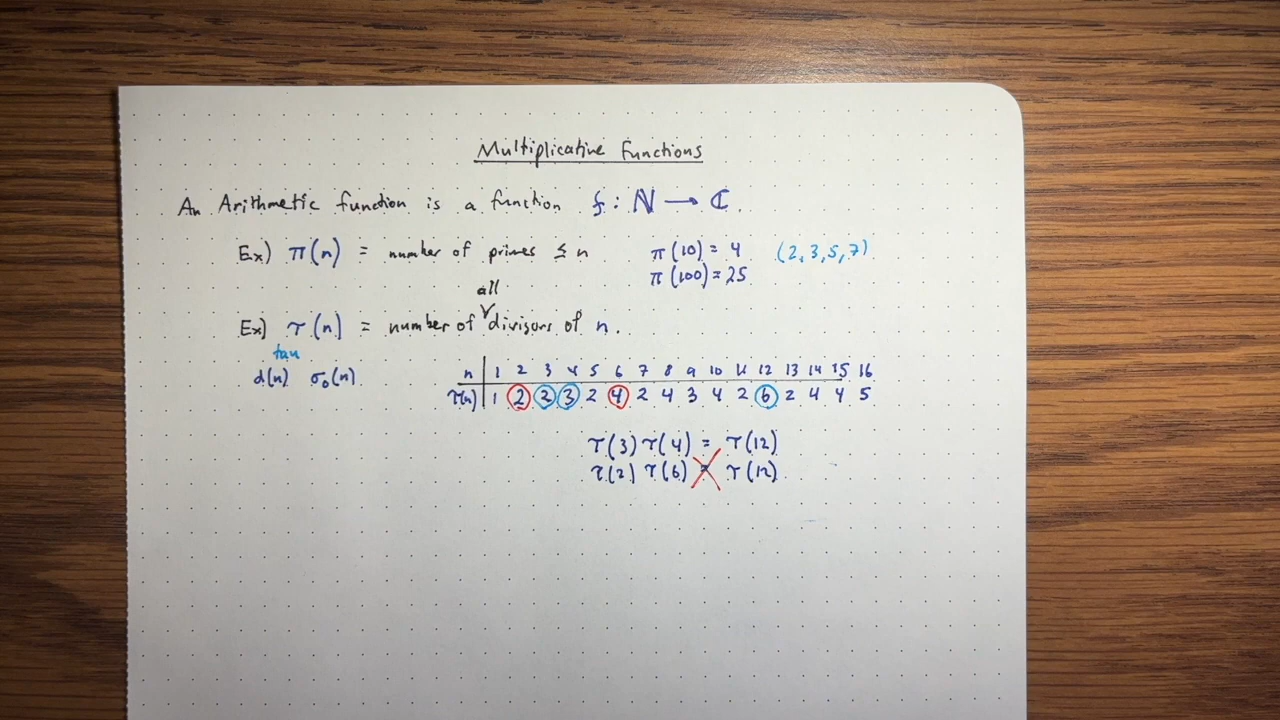 Multiplicative Functions
An Arithmetic function is a function f : ℕ → ℂ.
Ex) π(n) = number of primes ≤ n π(10) = 4 (2,3,5,7)
π(100) = 25
all
Ex) τ(n) = number of divisors of n.
tau
d(n) σ₀(n)
n 1 2 3 4 5 6 7 8 9 10 11 12 13 14 15 16
τ(n) 1 2 2 3 2 4 2 4 3 4 2 6 2 4 4 5
τ(3) τ(4) = τ(12)
τ(2) τ(6) = τ(12)